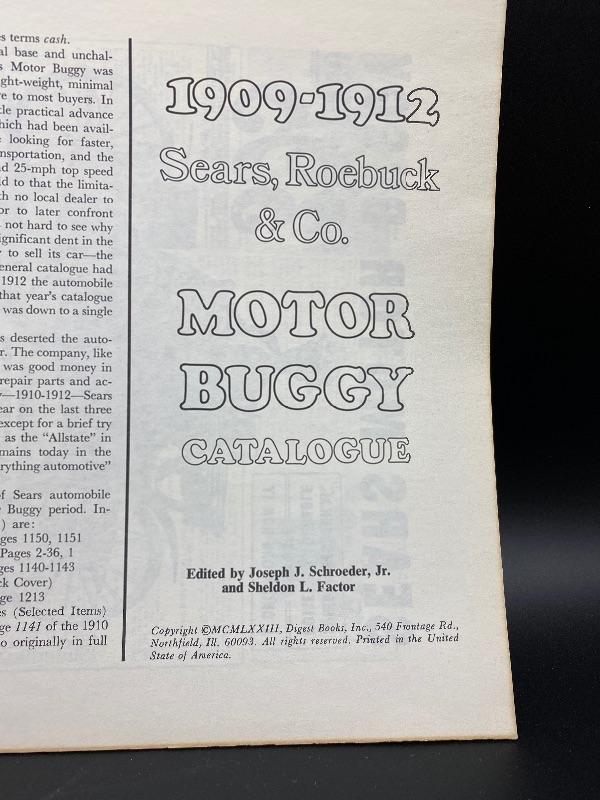 s terms cash.
al base and unchal-
s Motor Buggy was
ght-weight, minimal
e to most buyers. In
tle practical advance
hich had been avail-
looking for faster,
nsportation, and the
d 25-mph top speed
ld to that the limita-
th no local dealer to
or to later confront
not hard to see why
ignificant dent in the
to sell its car—the
eneral catalogue had
1912 the automobile
that year's catalogue
was down to a single
s deserted the auto-
r. The company, like
was good money in
repair parts and ac-
y—1910-1912—Sears
ear on the last three
except for a brief try
as the “Allstate” in
mains today in the
rything automotive”
of Sears automobile
Buggy period. In-
) are:
ges 1150, 1151
Pages 2-36, 1
ges 1140-1143
ck Cover)
ge 1213
es (Selected Items)
ge 1141 of the 1910
o originally in full
1909-1912
Sears, Roebuck
& Co.
MOTOR
BUGGY
CATALOGUE
Edited by Joseph J. Schroeder, Jr.
and Sheldon L. Factor
Copyright ©MCMLXXIII, Digest Books, Inc., 540 Frontage Rd.,
Northfield, Ill. 60093. All rights reserved. Printed in the United
State of America.